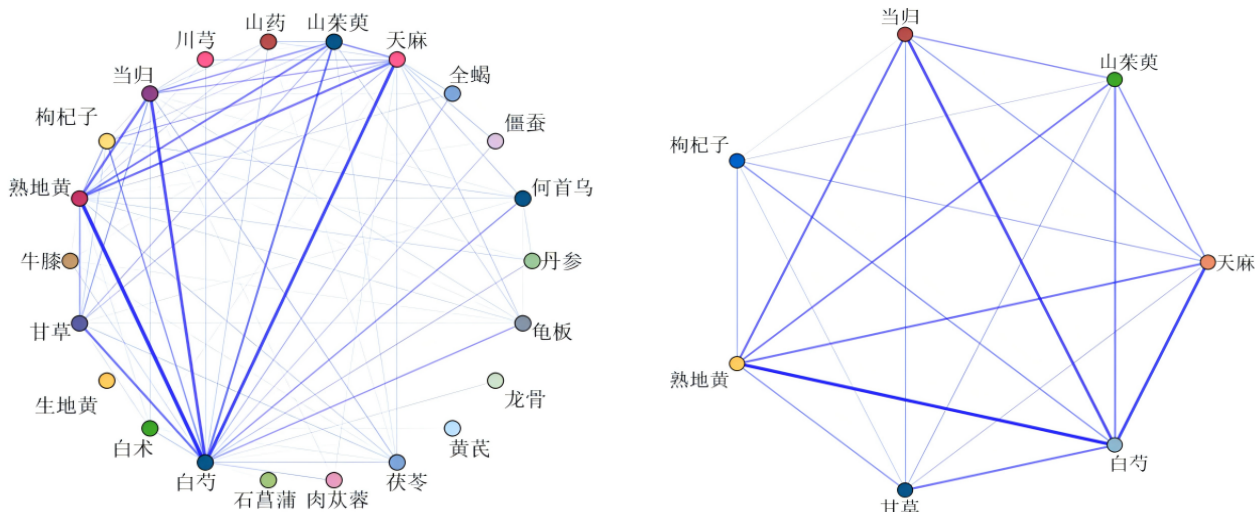 山药
山茱萸
川芎
天麻
当归
全蝎
枸杞子
僵蚕
熟地黄
何首乌
牛膝
丹参
甘草
龟板
生地黄
龙骨
白术
黄芪
白芍
石菖蒲
肉苁蓉
茯苓
当归
山茱萸
枸杞子
天麻
熟地黄
白芍
甘草